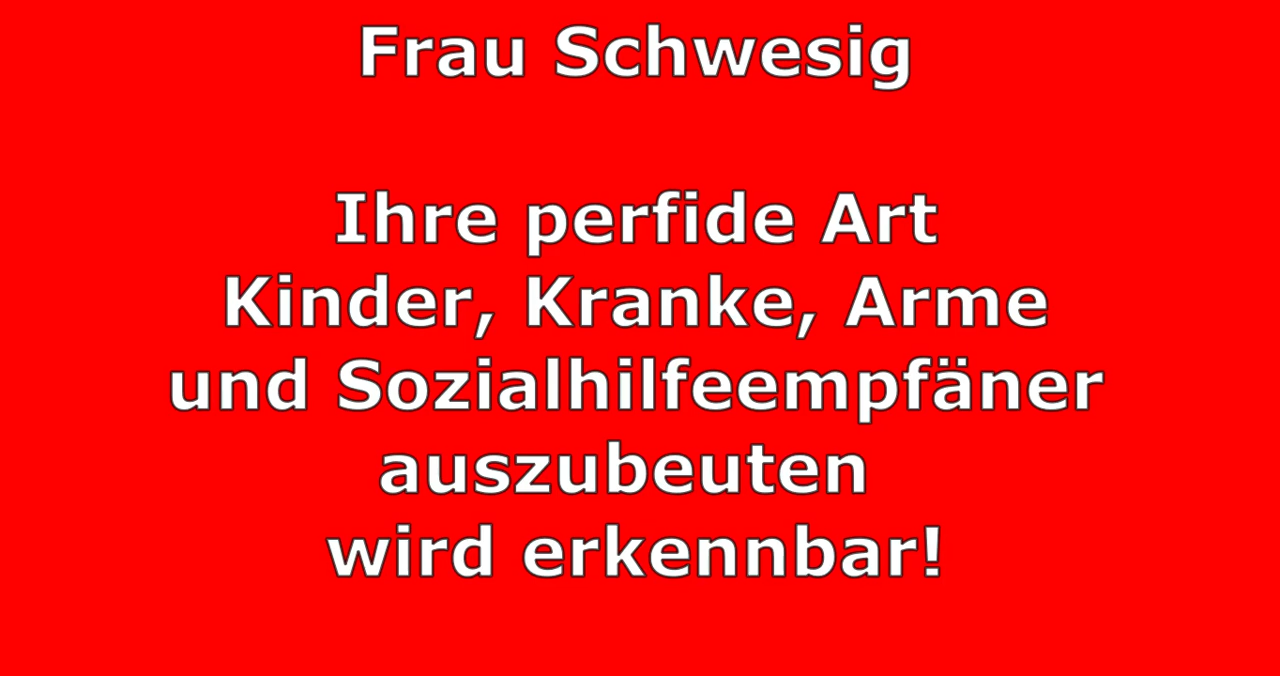 Frau Schwesig
Ihre perfide Art
Kinder, Kranke, Arme
und Sozialhilfeempfäner
auszubeuten
wird erkennbar!